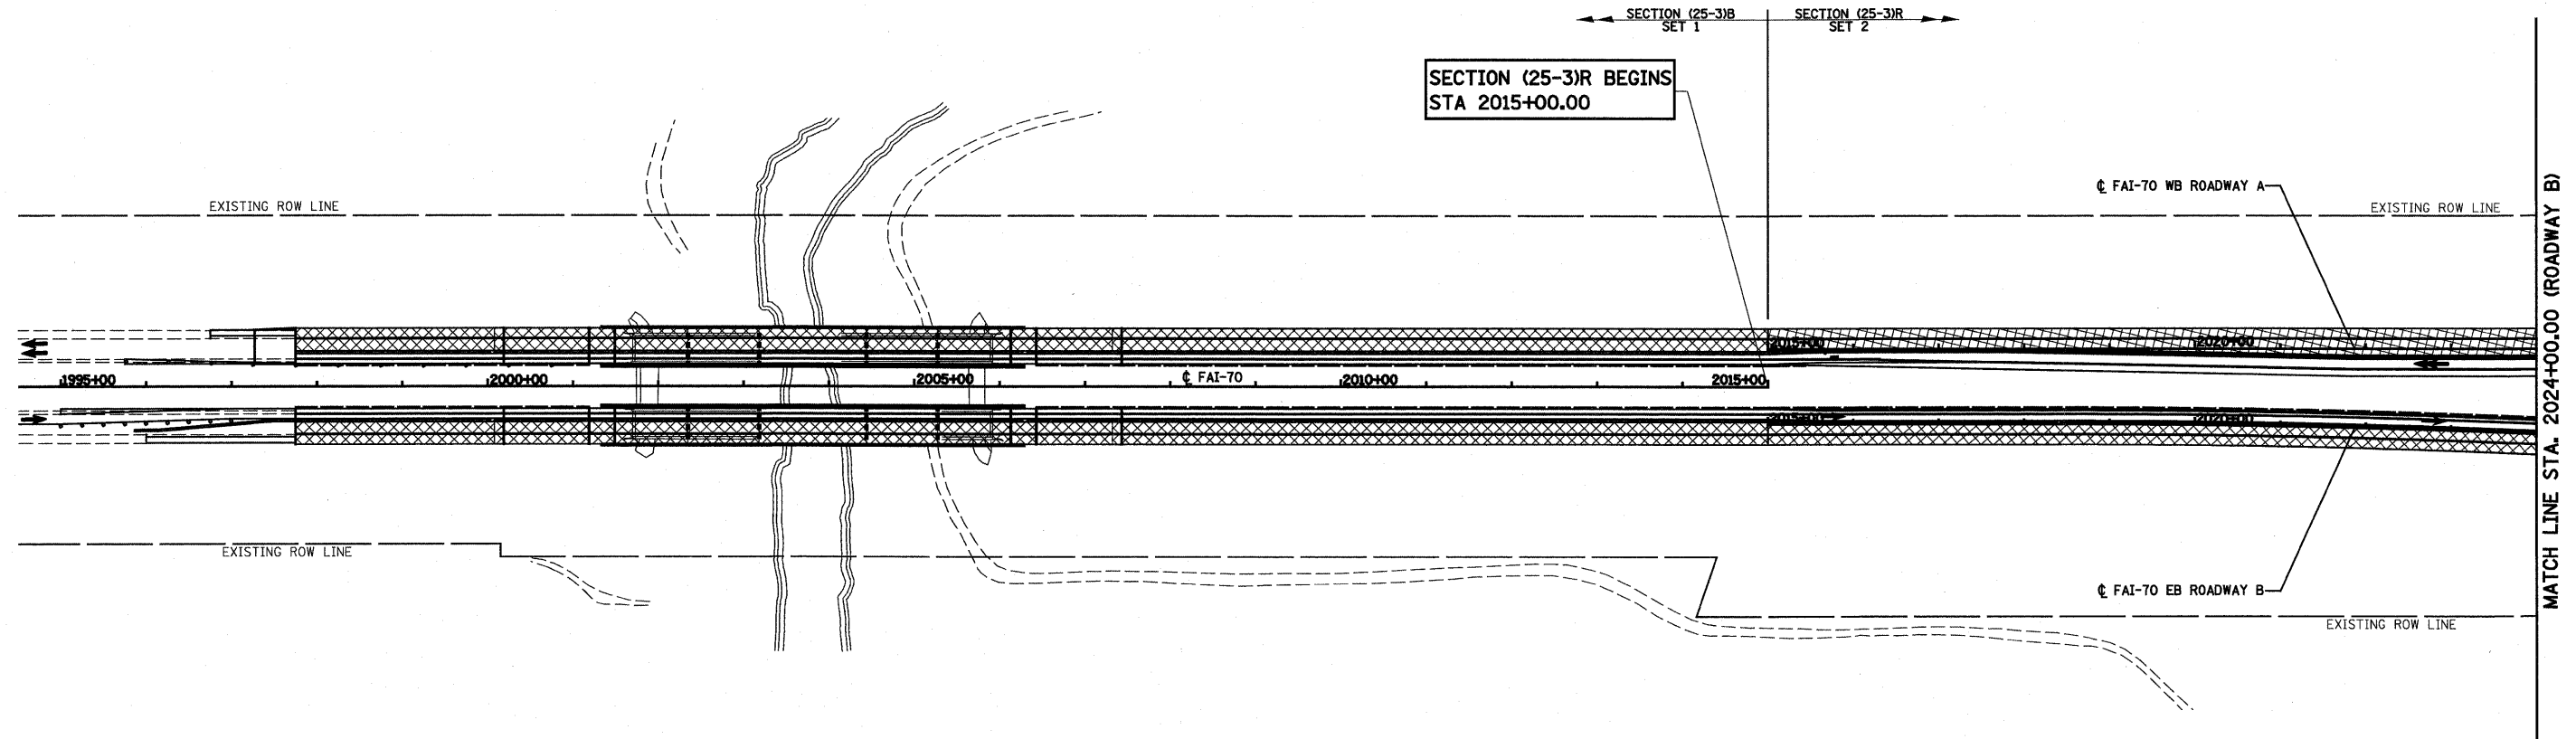 SECTION (25-3)B
SET 1
SECTION (25-3)R
SET 2
SECTION (25-3)R BEGINS
STA 2015+00.00
℄ FAI-70 WB ROADWAY A
EXISTING ROW LINE
EXISTING ROW LINE
2015+00
2020+00
1995+00
2000+00
2005+00
℄ FAI-70
2010+00
2015+00
2015+00
2020+00
EXISTING ROW LINE
℄ FAI-70 EB ROADWAY B
EXISTING ROW LINE
MATCH LINE STA. 2024+00.00 (ROADWAY B)